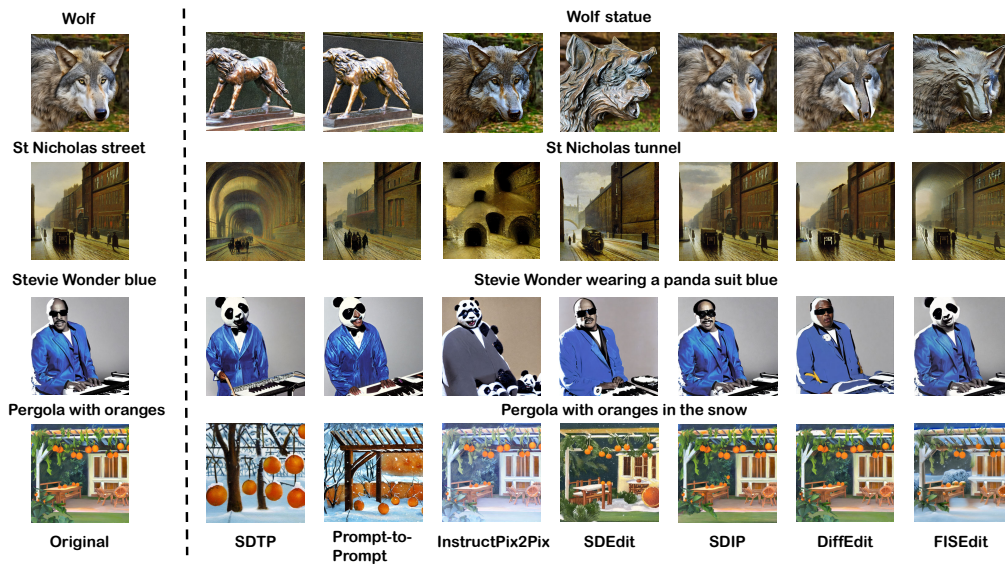 Wolf
Wolf statue
St Nicholas street
St Nicholas tunnel
Stevie Wonder blue
Stevie Wonder wearing a panda suit blue
Pergola with oranges
Pergola with oranges in the snow
Original
SDTP
Prompt-to-
Prompt
InstructPix2Pix
SDEdit
SDIP
DiffEdit
FISEdit